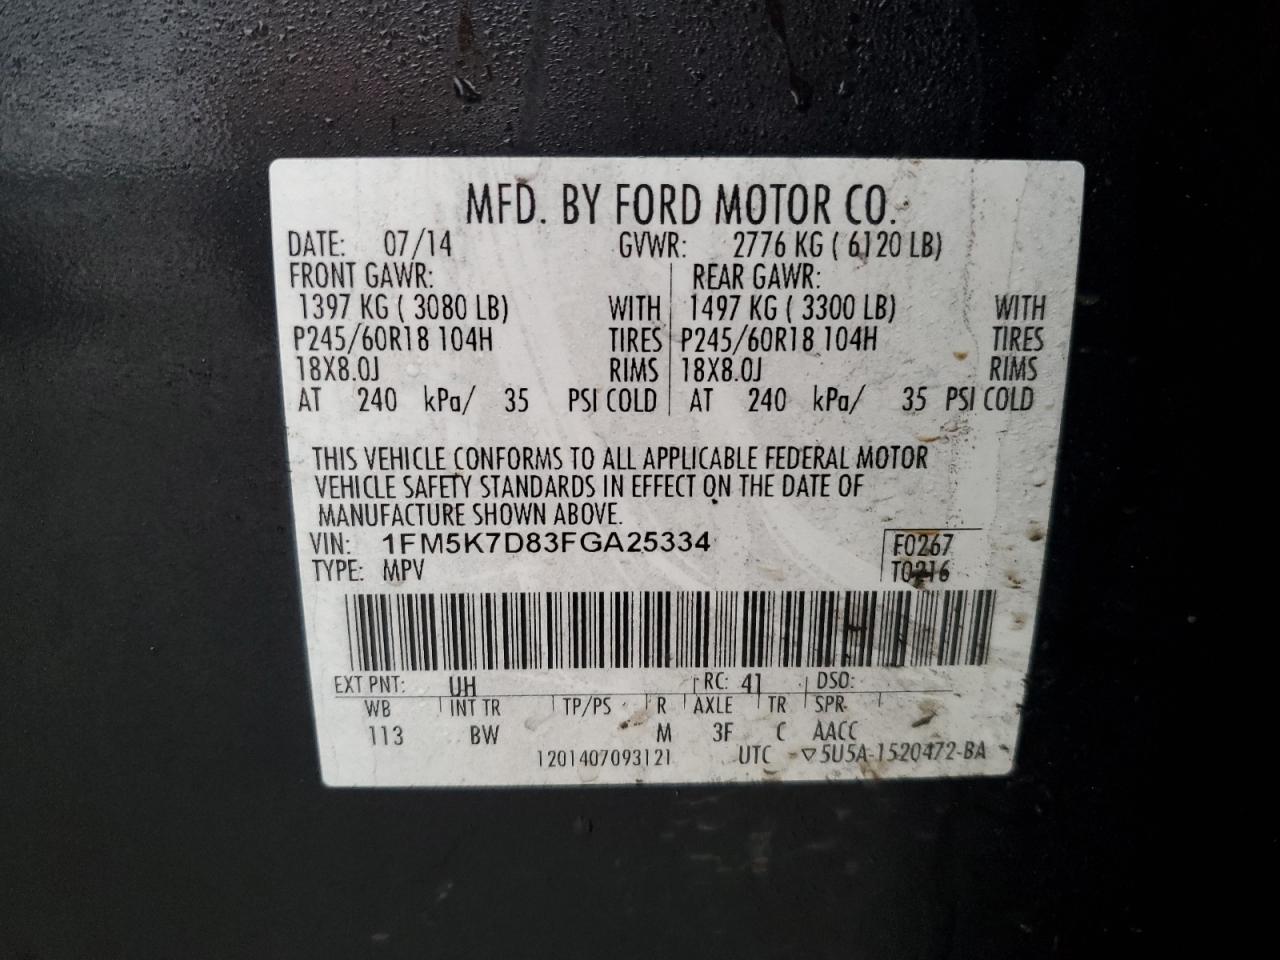 MFD. BY FORD MOTOR CO.
DATE: 07/14 GVWR: 2776 KG ( 6120 LB)
FRONT GAWR: REAR GAWR:
1397 KG ( 3080 LB) WITH 1497 KG ( 3300 LB) WITH
P245/60R18 104H TIRES P245/60R18 104H TIRES
18X8.0J RIMS 18X8.0J RIMS
AT 240 kPa/ 35 PSI COLD AT 240 kPa/ 35 PSI COLD
THIS VEHICLE CONFORMS TO ALL APPLICABLE FEDERAL MOTOR
VEHICLE SAFETY STANDARDS IN EFFECT ON THE DATE OF
MANUFACTURE SHOWN ABOVE.
VIN: 1FM5K7D83FGA25334 F0267
TYPE: MPV T0216
EXT PNT: UH RC: 41 DSO:
WB INT TR TP/PS R AXLE TR SPR
113 BW M 3F C AACC
1201407093121 UTC ▽5U5A-1520472-BA